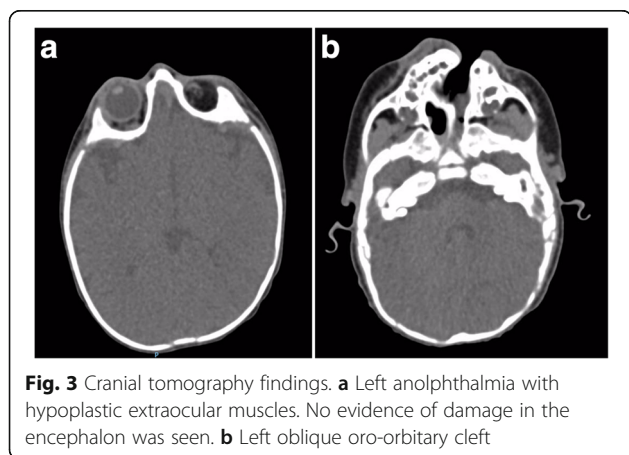 a
b
P
Fig. 3 Cranial tomography findings. a Left anolphthalmia with
hypoplastic extraocular muscles. No evidence of damage in the
encephalon was seen. b Left oblique oro-orbitary cleft